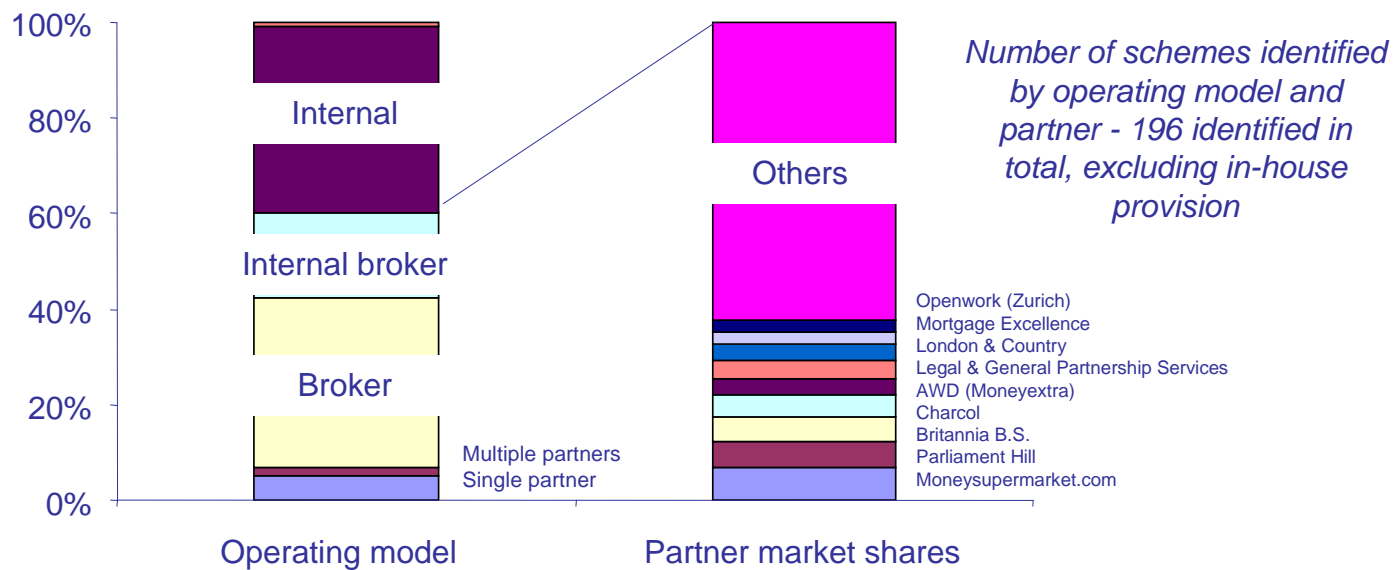 100%
80%
60%
40%
20%
0%
Internal
Internal broker
Broker
Multiple partners
Single partner
Others
Openwork (Zurich)
Mortgage Excellence
London & Country
Legal & General Partnership Services
AWD (Moneyextra)
Charcol
Britannia B.S.
Parliament Hill
Moneysupermarket.com
Number of schemes identified
by operating model and
partner - 196 identified in
total, excluding in-house
provision
Operating model
Partner market shares